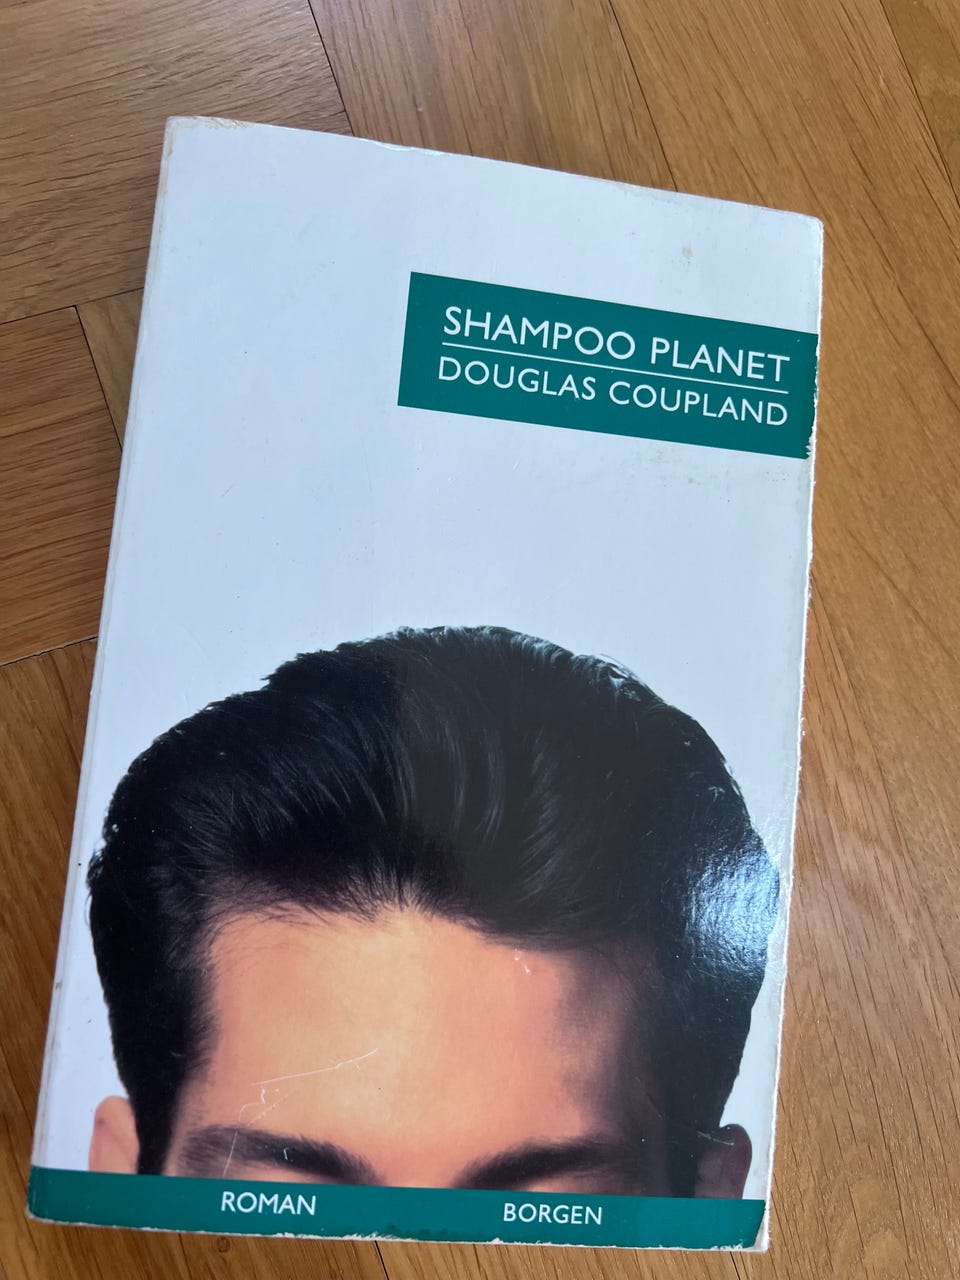 SHAMPOO PLANET
DOUGLAS COUPLAND
ROMAN BORGEN